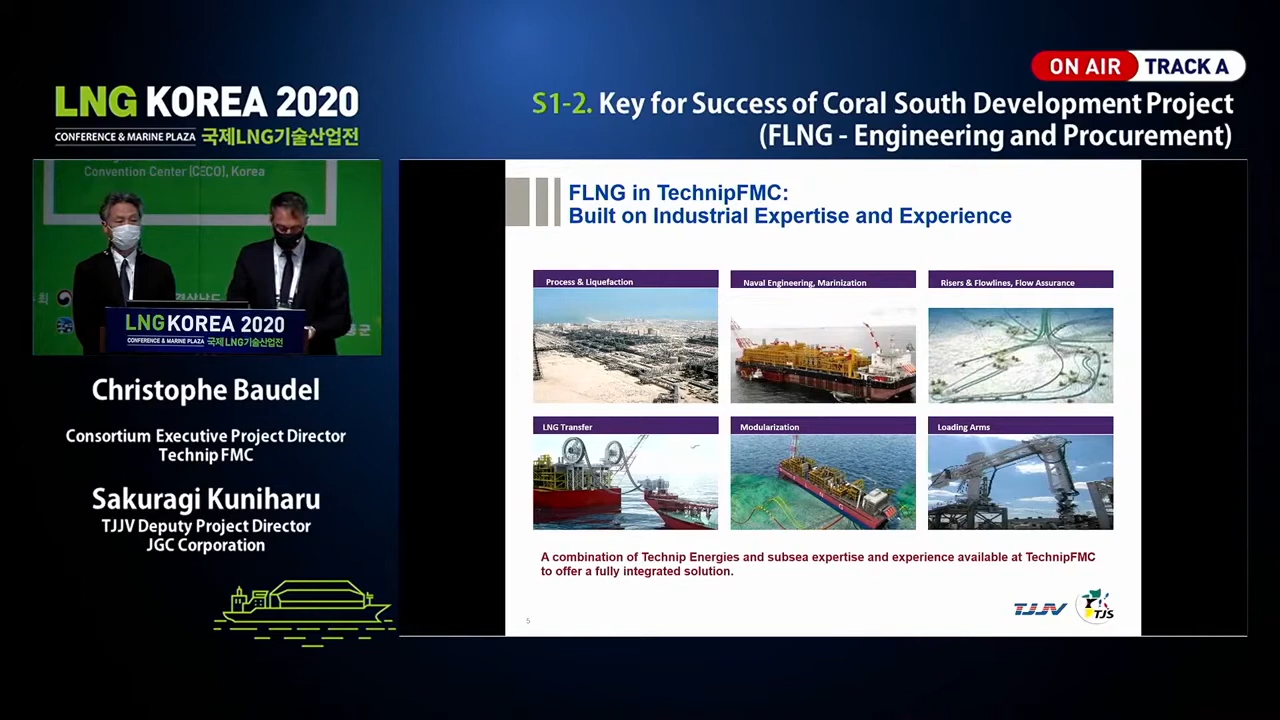 ON AIR TRACK A
LNG KOREA 2020
CONFERENCE & MARINE PLAZA 국제LNG기술산업전
S1-2. Key for Success of Coral South Development Project
(FLNG - Engineering and Procurement)
Convention Center (CECO), Korea
LNG KOREA 2020
CONFERENCE & MARINE PLAZA 국제LNG기술산업전
Christophe Baudel
Consortium Executive Project Director
Technip FMC
Sakuragi Kuniharu
TJJV Deputy Project Director
JGC Corporation
FLNG in TechnipFMC:
Built on Industrial Expertise and Experience
Process & Liquefaction
Naval Engineering, Marinization
Risers & Flowlines, Flow Assurance
LNG Transfer
Modularization
Loading Arms
A combination of Technip Energies and subsea expertise and experience available at TechnipFMC
to offer a fully integrated solution.
5
TJJV
TJS